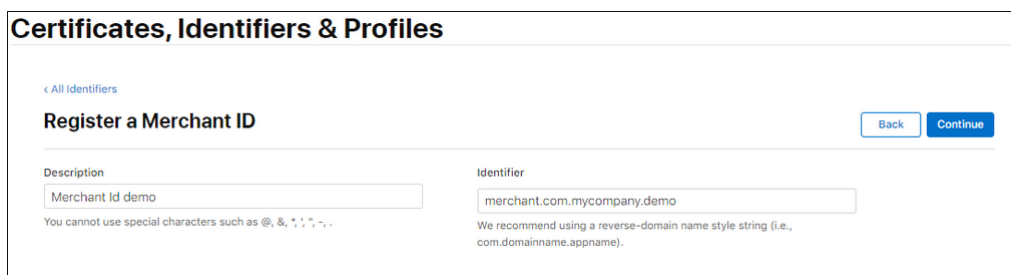 Certificates, Identifiers & Profiles
< All Identifiers
Register a Merchant ID
Back
Continue
Description
Identifier
Merchant Id demo
merchant.com.mycompany.demo
You cannot use special characters such as @, &, *, ', ", -, .
We recommend using a reverse-domain name style string (i.e.,
com.domainname.appname).